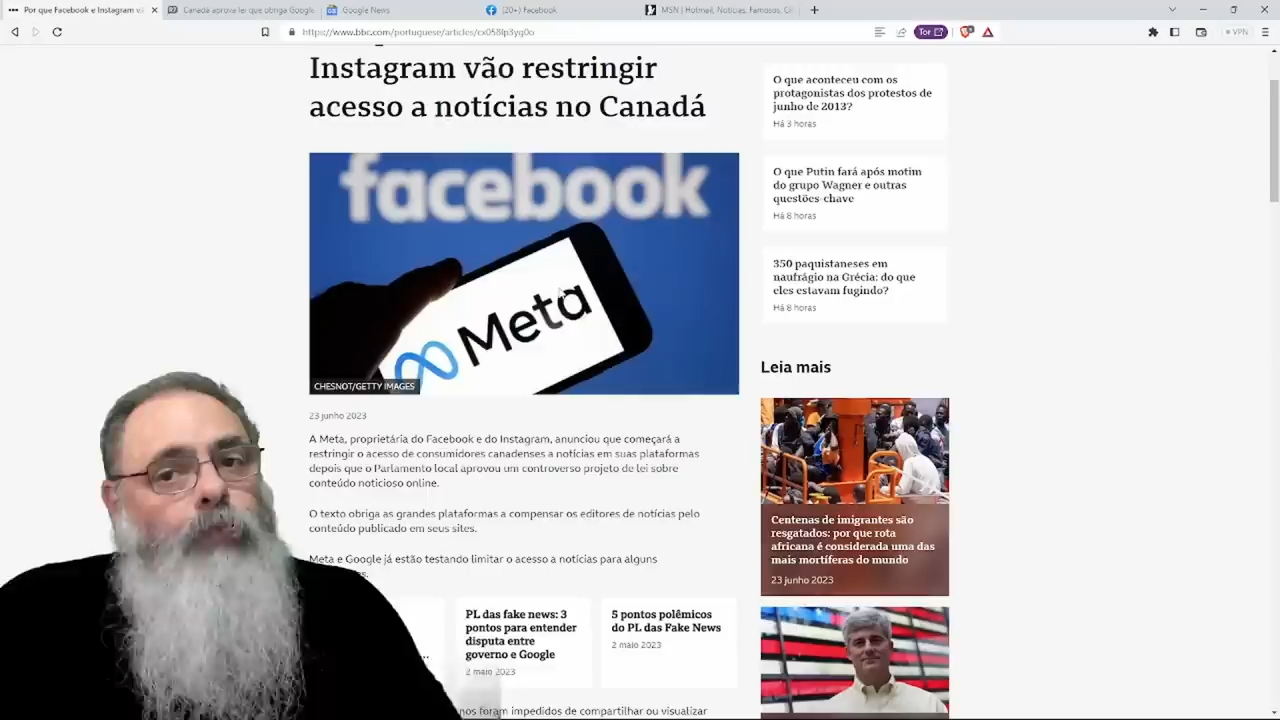 Por que Facebook e Instagram vã
Canadá aprova lei que obriga Google
Google News
(20+) Facebook
MSN | Hotmail, Notícias, Famosos,
https://www.bbc.com/portuguese/articles/cx058lp3yg0o
Tor
VPN
Instagram vão restringir
acesso a notícias no Canadá
facebook
Meta
CHESNOT/GETTY IMAGES
23 junho 2023
A Meta, proprietária do Facebook e do Instagram, anunciou que começará a
restringir o acesso de consumidores canadenses a notícias em suas plataformas
depois que o Parlamento local aprovou um controverso projeto de lei sobre
conteúdo noticioso online.
O texto obriga as grandes plataformas a compensar os editores de notícias pelo
conteúdo publicado em seus sites.
Meta e Google já estão testando limitar o acesso a notícias para alguns
PL das fake news: 3
pontos para entender
disputa entre
governo e Google
2 maio 2023
5 pontos polêmicos
do PL das Fake News
2 maio 2023
nos foram impedidos de compartilhar ou visualizar
O que aconteceu com os
protagonistas dos protestos de
junho de 2013?
Há 3 horas
O que Putin fará após motim
do grupo Wagner e outras
questões-chave
Há 8 horas
350 paquistaneses em
naufrágio na Grécia: do que
eles estavam fugindo?
Há 8 horas
Leia mais
Centenas de imigrantes são
resgatados: por que rota
africana é considerada uma das
mais mortíferas do mundo
23 junho 2023